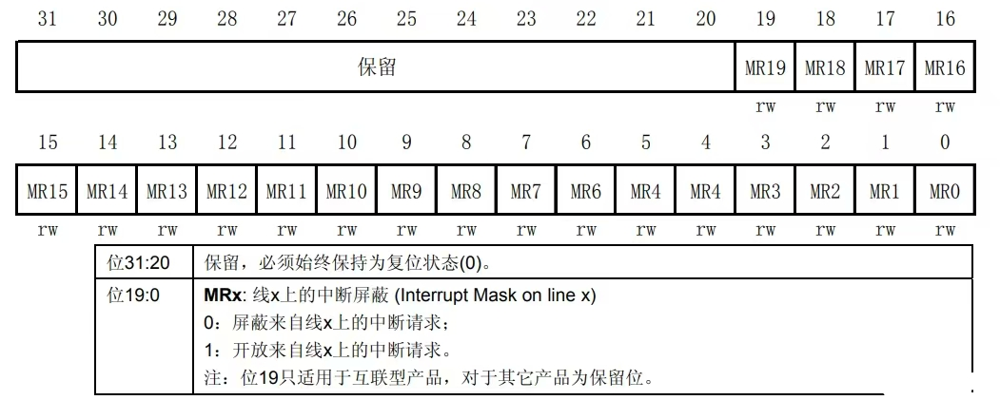 31 30 29 28 27 26 25 24 23 22 21 20 19 18 17 16
保留 MR19 MR18 MR17 MR16
rw rw rw rw
15 14 13 12 11 10 9 8 7 6 5 4 3 2 1 0
MR15 MR14 MR13 MR12 MR11 MR10 MR9 MR8 MR7 MR6 MR4 MR4 MR3 MR2 MR1 MR0
rw rw rw rw rw rw rw rw rw rw rw rw rw rw rw rw
位31:20 保留，必须始终保持为复位状态(0)。
位19:0 MRx: 线x上的中断屏蔽 (Interrupt Mask on line x)
0：屏蔽来自线x上的中断请求；
1：开放来自线x上的中断请求。
注：位19只适用于互联型产品，对于其它产品为保留位。